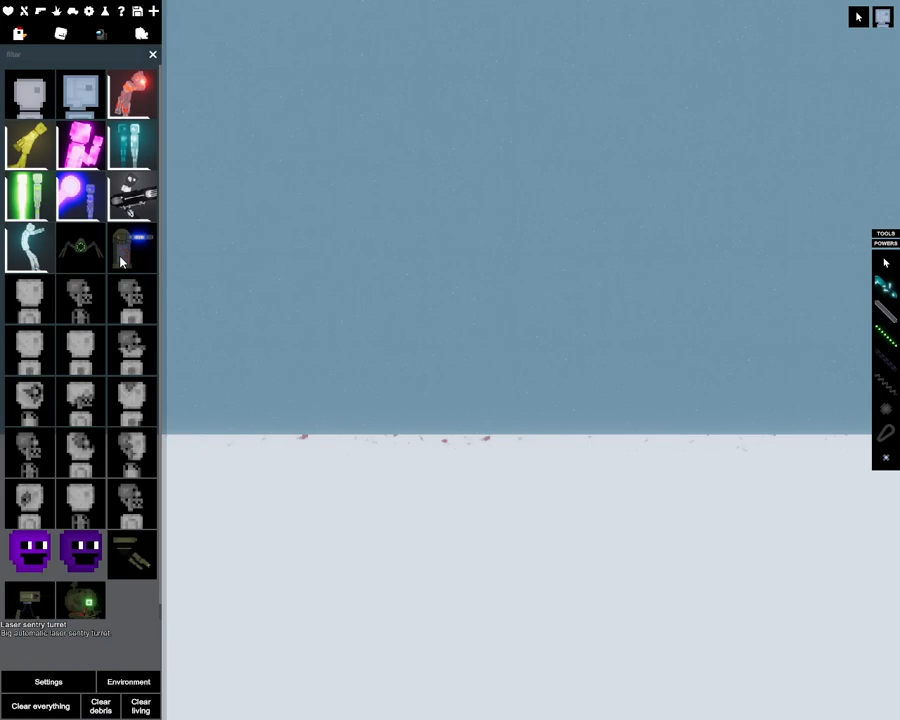 filter
TOOLS
POWERS
Laser sentry turret
Big automatic laser sentry turret.
Settings
Environment
Clear everything
Clear
debris
Clear
living